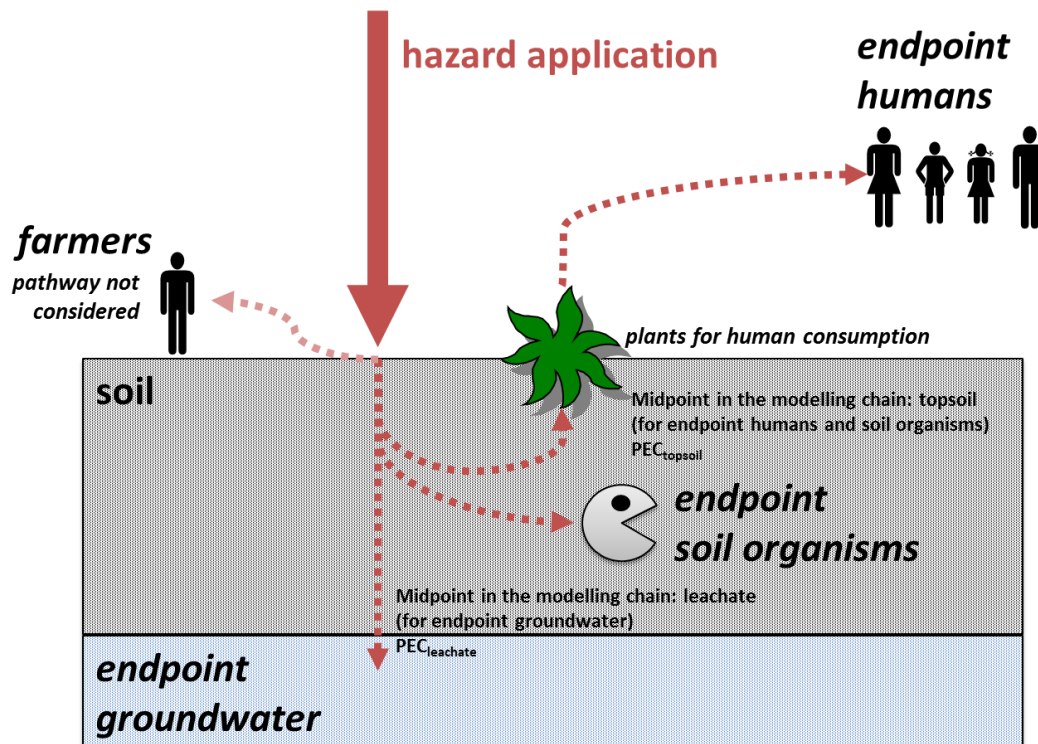 hazard application
endpoint
humans
farmers
pathway not
considered
plants for human consumption
soil
Midpoint in the modelling chain: topsoil
(for endpoint humans and soil organisms)
PECtopsoil
endpoint
soil organisms
Midpoint in the modelling chain: leachate
(for endpoint groundwater)
PECleachate
endpoint
groundwater